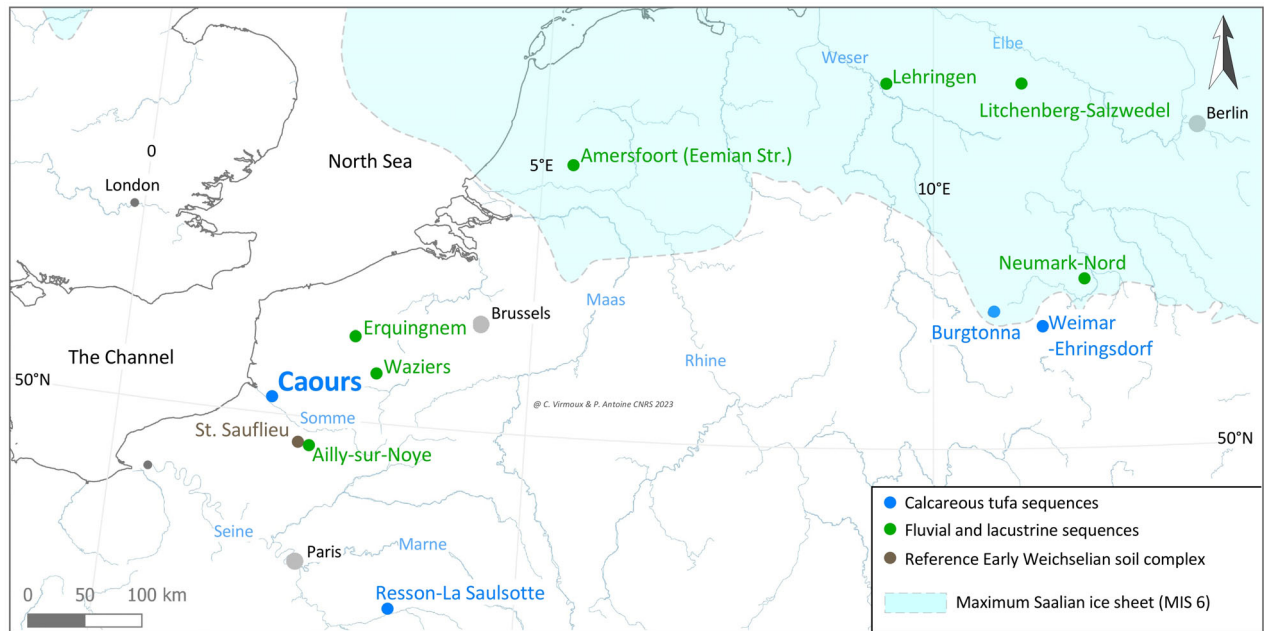 Elbe
Weser
Lehringen
Litchenberg-Salzwedel
Berlin
0
North Sea
5°E
Amersfoort (Eemian Str.)
London
10°E
Neumark-Nord
Maas
Brussels
Burgtonna
Weimar
-Ehringsdorf
Erquingnem
The Channel
Waziers
Rhine
50°N
Caours
@ C. Virmoux & P. Antoine CNRS 2023
Somme
St. Sauflieu
Ailly-sur-Noye
50°N
Seine
Paris
Marne
Resson-La Saulsotte
0 50 100 km
Calcareous tufa sequences
Fluvial and lacustrine sequences
Reference Early Weichselian soil complex
Maximum Saalian ice sheet (MIS 6)